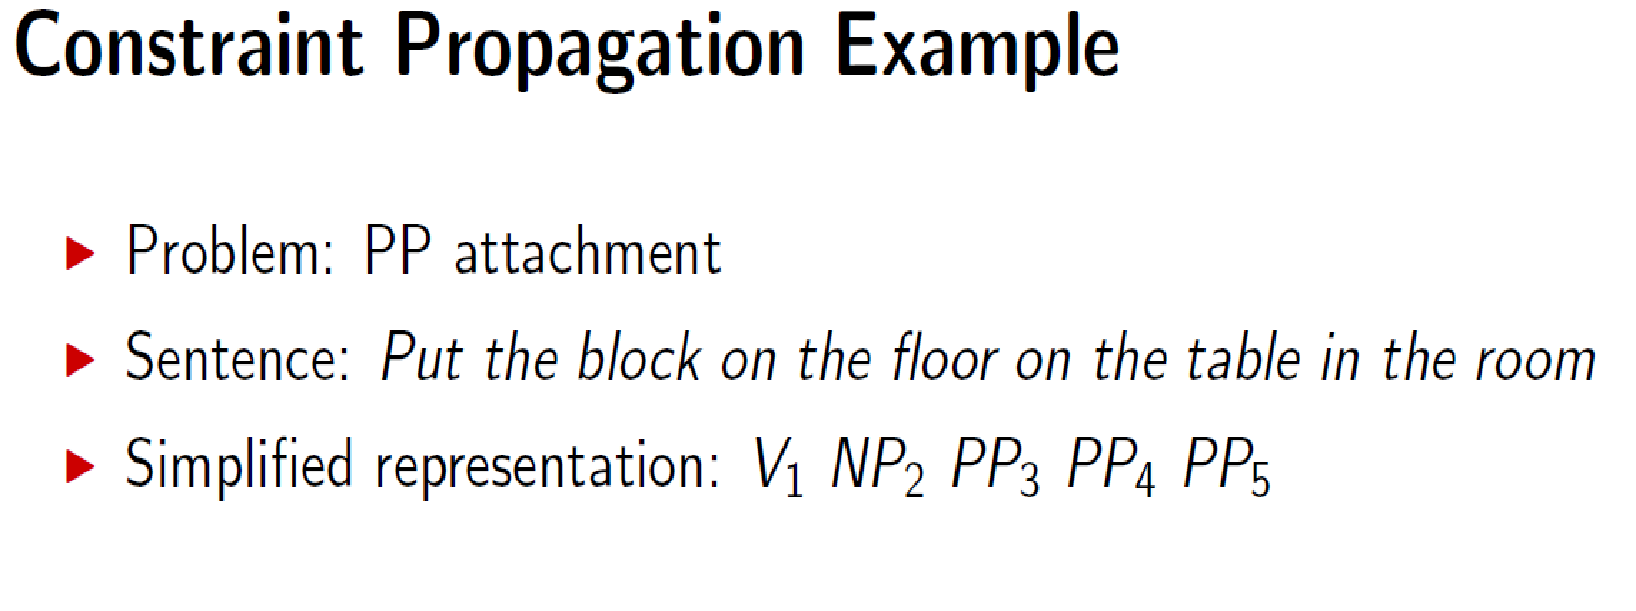 Constraint Propagation Example
▶ Problem: PP attachment
▶ Sentence: Put the block on the floor on the table in the room
▶ Simplified representation: V₁ NP₂ PP₃ PP₄ PP₅